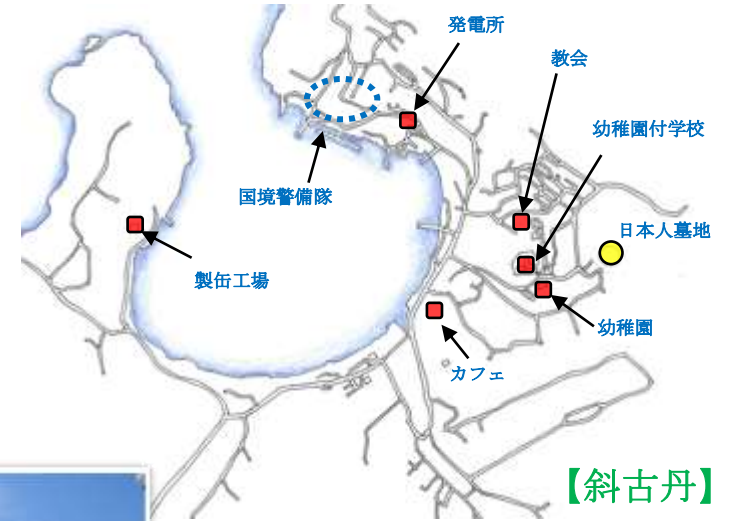 発電所
教会
幼稚園付学校
国境警備隊
日本人墓地
製缶工場
幼稚園
カフェ
【斜古丹】